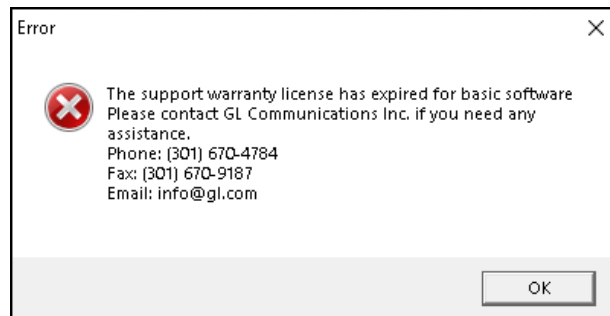 Error
The support warranty license has expired for basic software
Please contact GL Communications Inc. if you need any
assistance.
Phone: (301) 670-4784
Fax: (301) 670-9187
Email: info@gl.com
OK